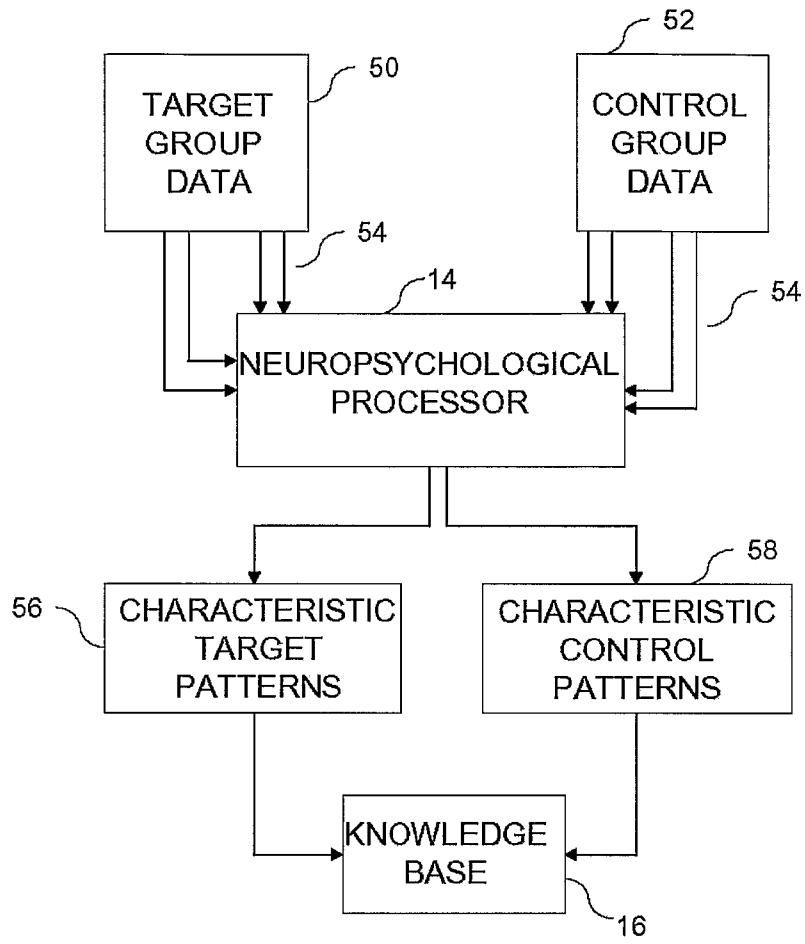 50
TARGET
GROUP
DATA
52
CONTROL
GROUP
DATA
54
14
54
NEUROPSYCHOLOGICAL
PROCESSOR
56
CHARACTERISTIC
TARGET
PATTERNS
58
CHARACTERISTIC
CONTROL
PATTERNS
KNOWLEDGE
BASE
16